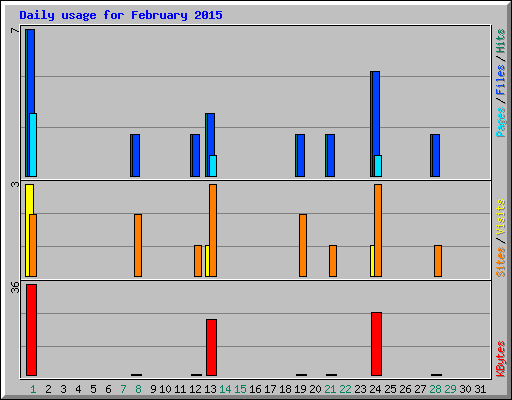 Daily usage for February 2015
7
Pages/Files/Hits
3
Sites/Visits
36
KBytes
1 2 3 4 5 6 7 8 9 10 11 12 13 14 15 16 17 18 19 20 21 22 23 24 25 26 27 28 29 30 31